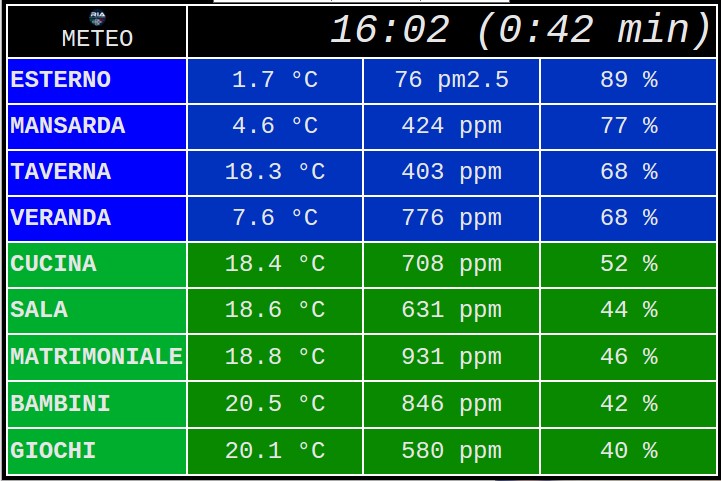 RIA
METEO 16:02 (0:42 min)
ESTERNO 1.7 °C 76 pm2.5 89 %
MANSARDA 4.6 °C 424 ppm 77 %
TAVERNA 18.3 °C 403 ppm 68 %
VERANDA 7.6 °C 776 ppm 68 %
CUCINA 18.4 °C 708 ppm 52 %
SALA 18.6 °C 631 ppm 44 %
MATRIMONIALE 18.8 °C 931 ppm 46 %
BAMBINI 20.5 °C 846 ppm 42 %
GIOCHI 20.1 °C 580 ppm 40 %